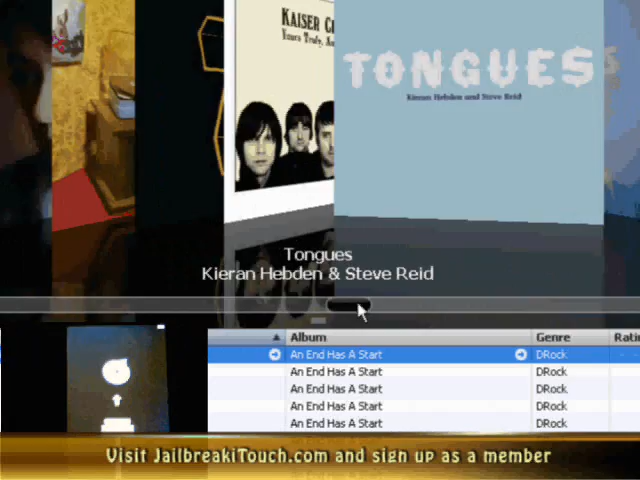 KAISER C
Yours Truly, A
TONGUES
Kieran Hebden and Steve Reid
Tongues
Kieran Hebden & Steve Reid
Album Genre Rati
An End Has A Start DRock
An End Has A Start DRock
An End Has A Start DRock
An End Has A Start DRock
An End Has A Start DRock
Visit JailbreakiTouch.com and sign up as a member